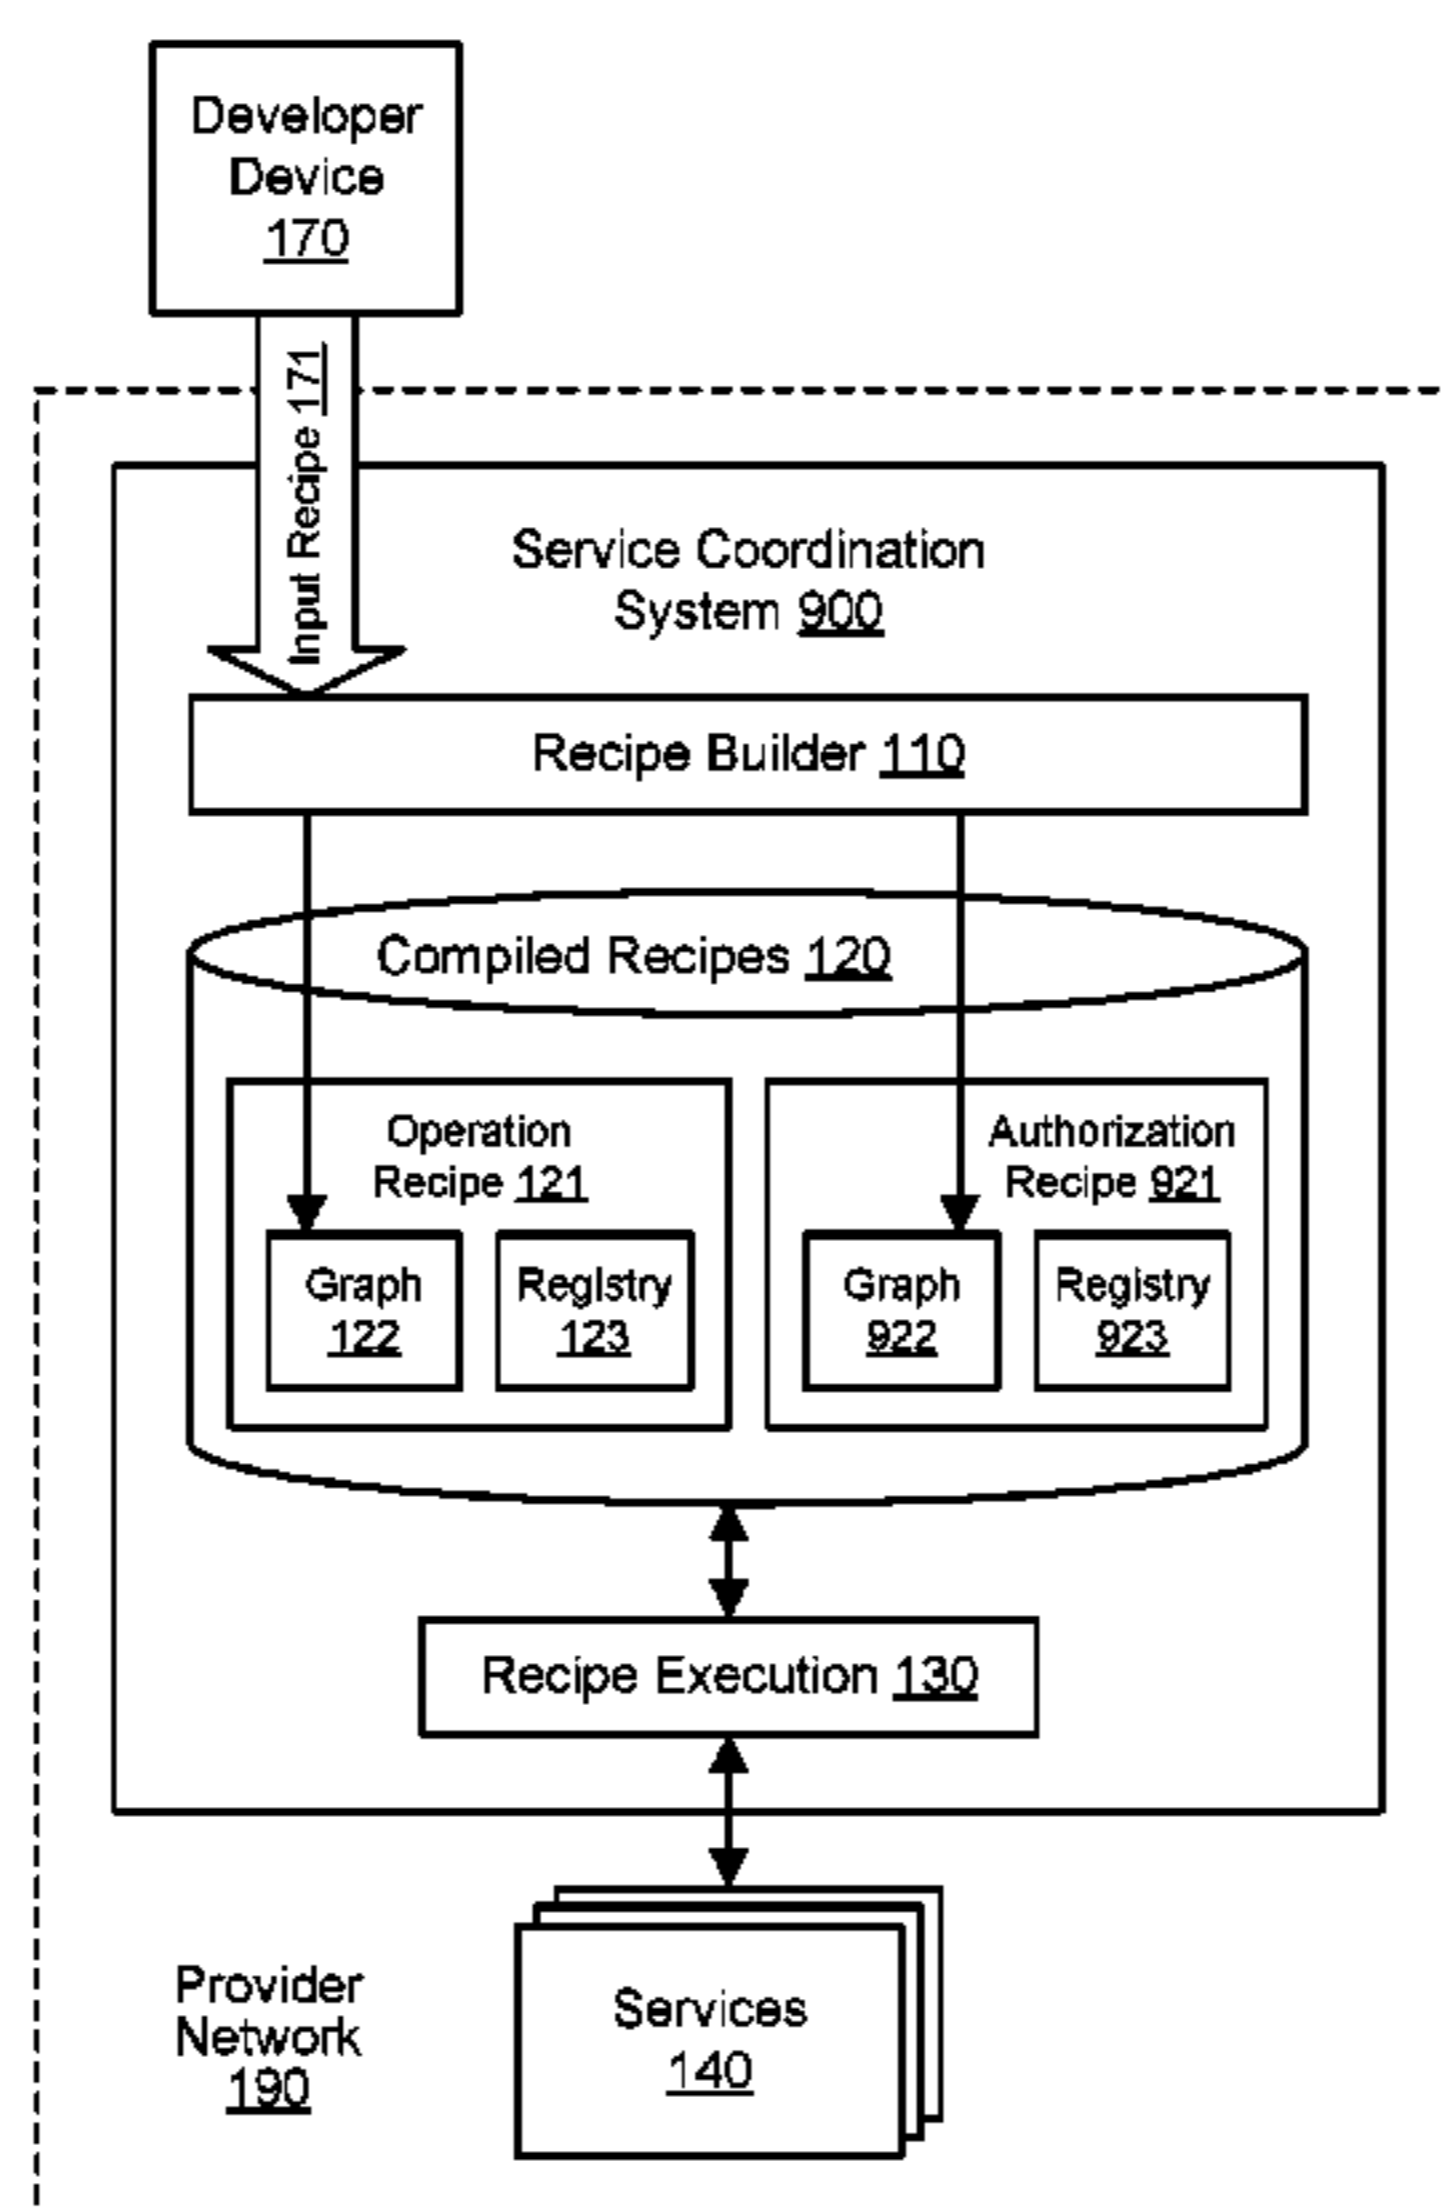 Developer
Device
170
Input Recipe 171
Service Coordination
System 900
Recipe Builder 110
Compiled Recipes 120
Operation
Recipe 121
Graph
122
Registry
123
Authorization
Recipe 921
Graph
922
Registry
923
Recipe Execution 130
Services
140
Provider
Network
190